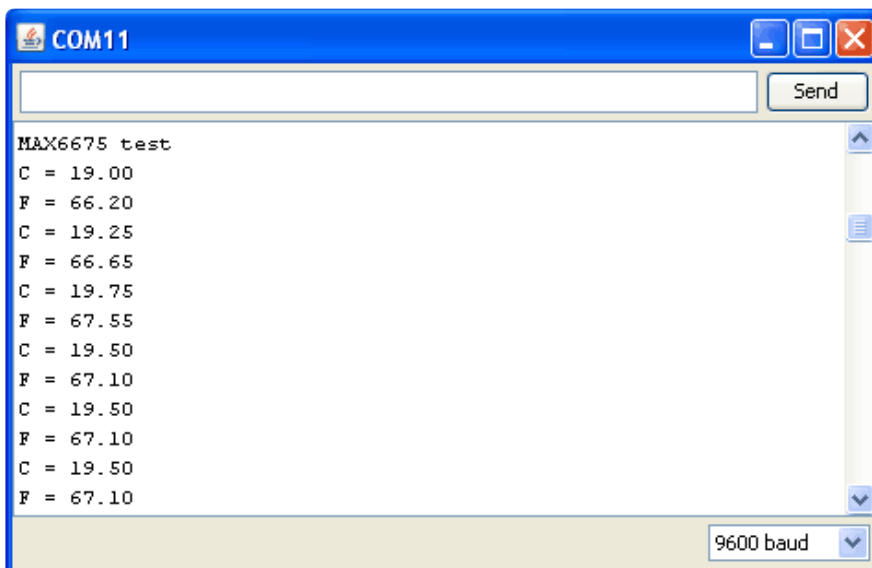 COM11
Send
MAX6675 test
C = 19.00
F = 66.20
C = 19.25
F = 66.65
C = 19.75
F = 67.55
C = 19.50
F = 67.10
C = 19.50
F = 67.10
C = 19.50
F = 67.10
9600 baud